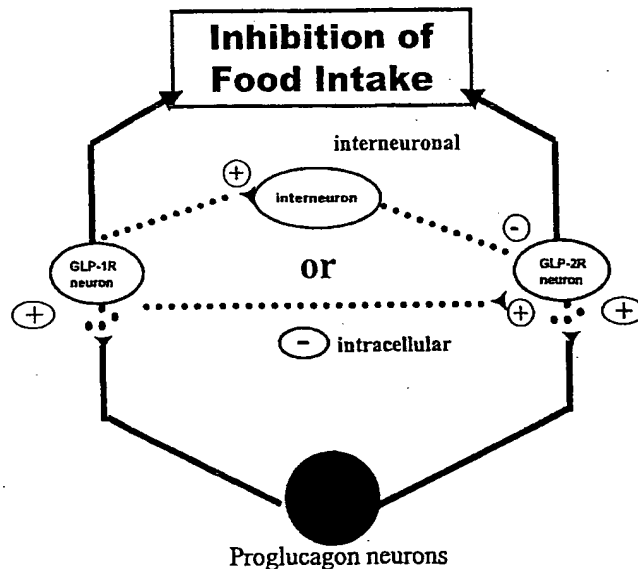 Inhibition of
Food Intake
interneuronal
+
interneuron
-
GLP-1R
neuron
or
GLP-2R
neuron
+
+
+
- intracellular
Proglucagon neurons